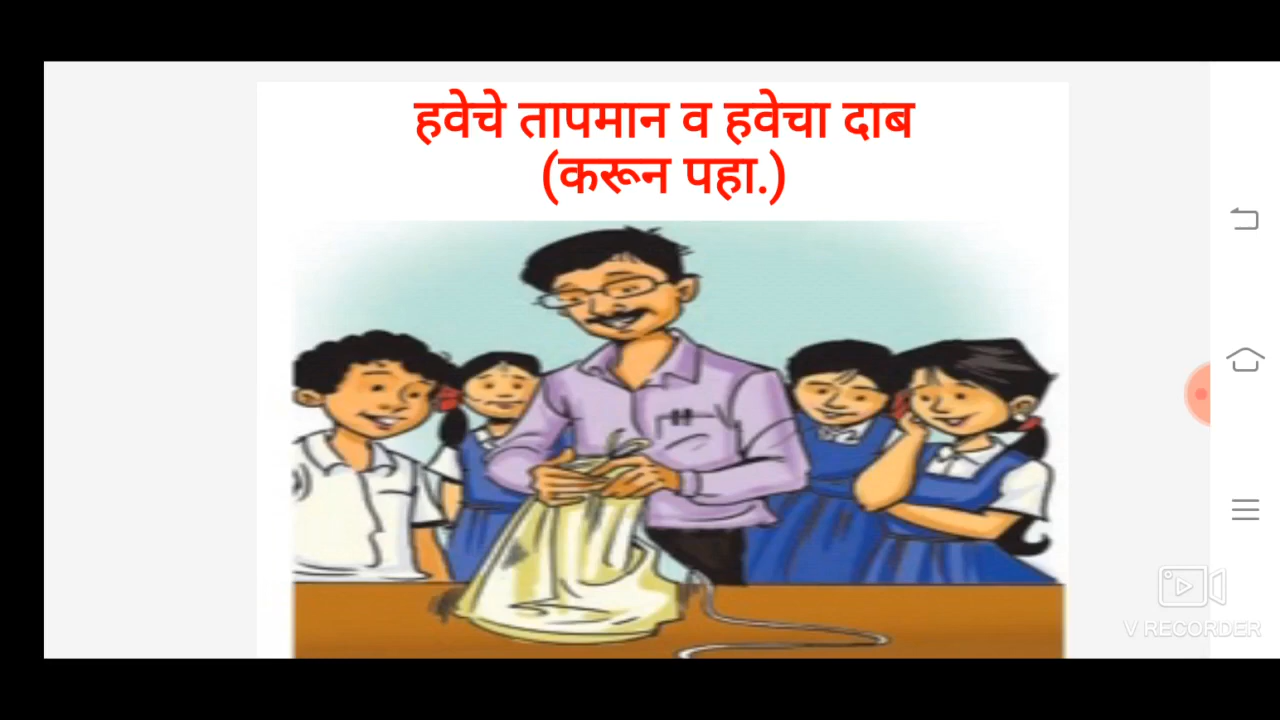 हवेचे तापमान व हवेचा दाब
(करून पहा.)
V RECORDER